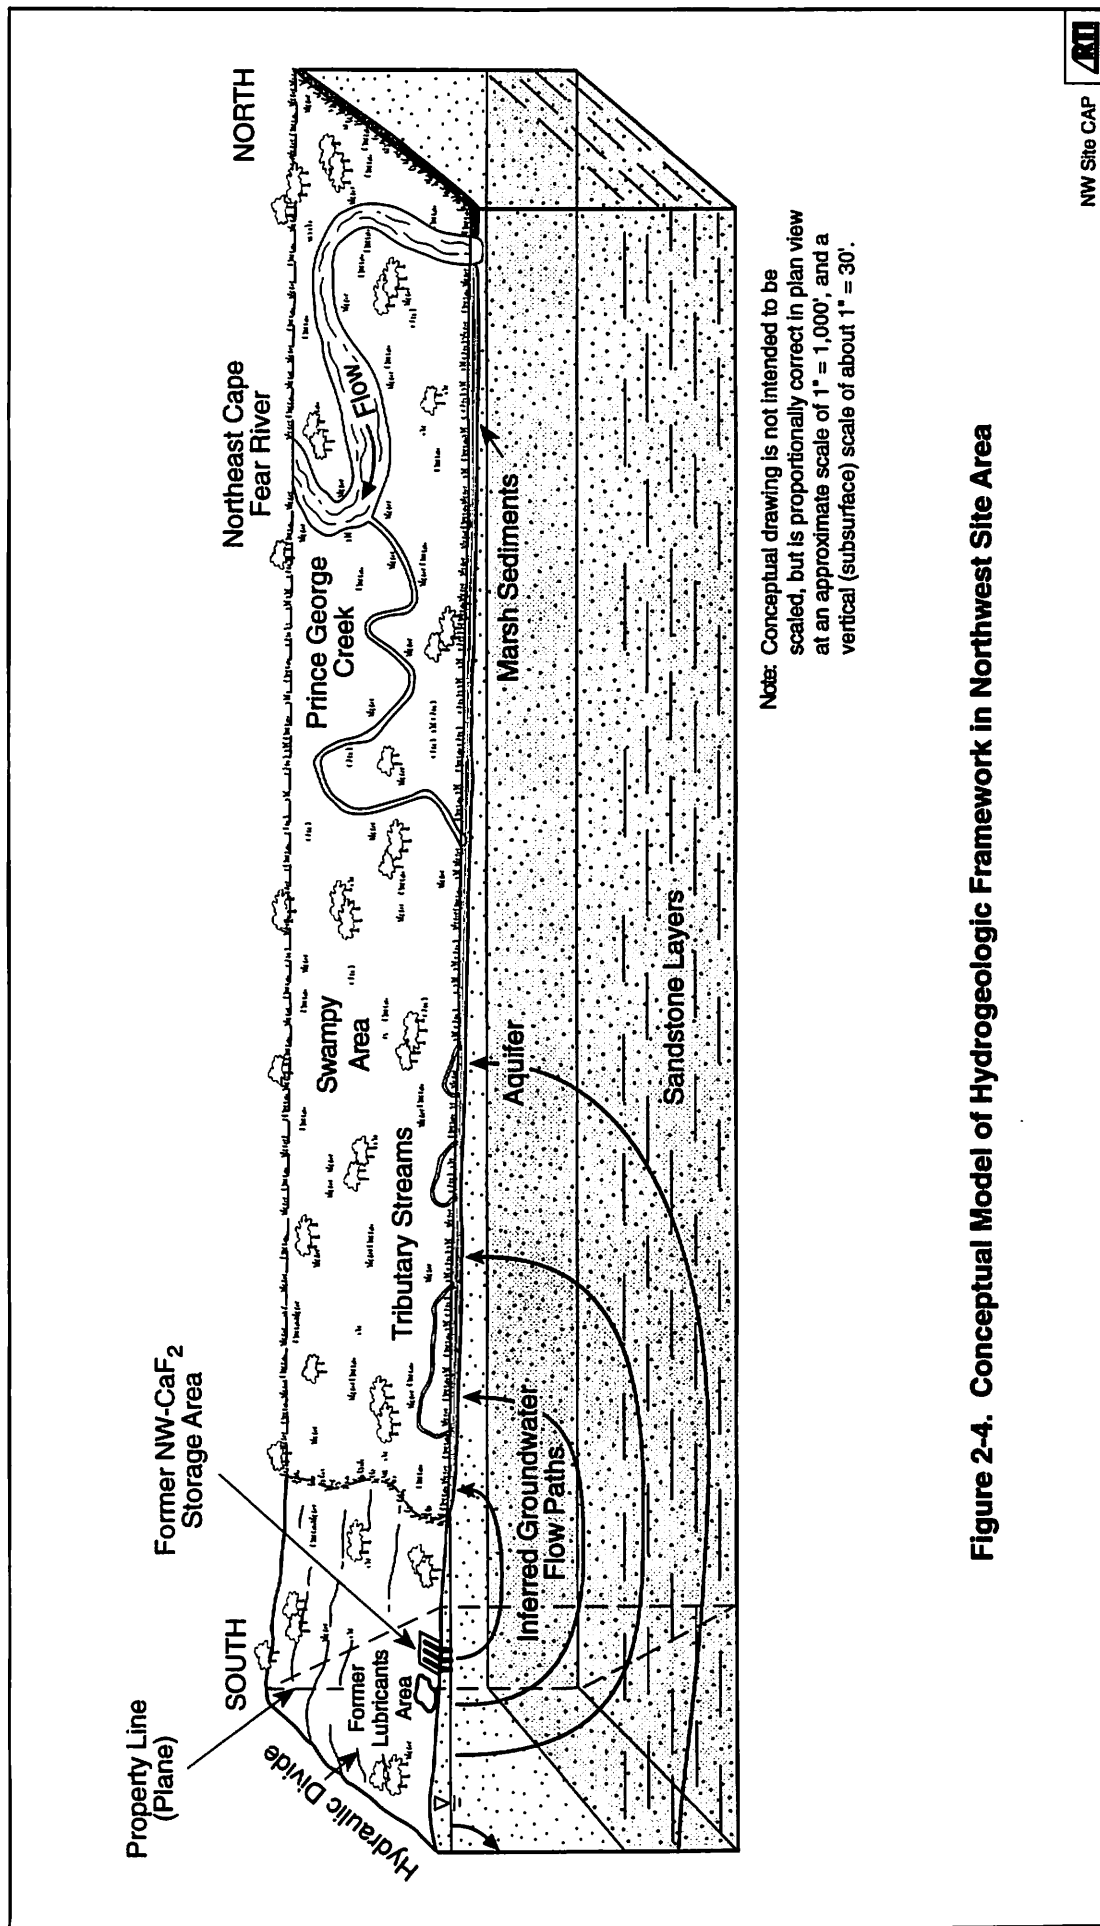 Property Line
(Plane)
SOUTH
Former NW-CaF2
Storage Area
Northeast Cape
Fear River
NORTH
Hydraulic Divide
Former
Lubricants
Area
Tributary Streams
Swampy
Area
Prince George
Creek
Flow
Inferred Groundwater
Flow Paths
Aquifer
Marsh Sediments
Sandstone Layers
Note: Conceptual drawing is not intended to be
scaled, but is proportionally correct in plan view
at an approximate scale of 1" = 1,000', and a
vertical (subsurface) scale of about 1" = 30'.
Figure 2-4. Conceptual Model of Hydrogeologic Framework in Northwest Site Area
NW Site CAP
RTI